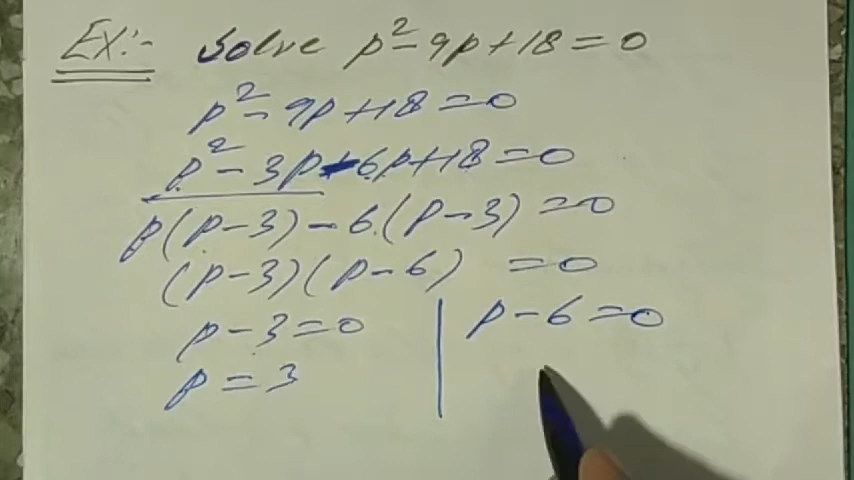 Ex:- Solve p² - 9p + 18 = 0
p² - 9p + 18 = 0
p² - 3p - 6p + 18 = 0
p(p-3) - 6.(p-3) = 0
(p-3)(p-6) = 0
p - 3 = 0 | p - 6 = 0
p = 3